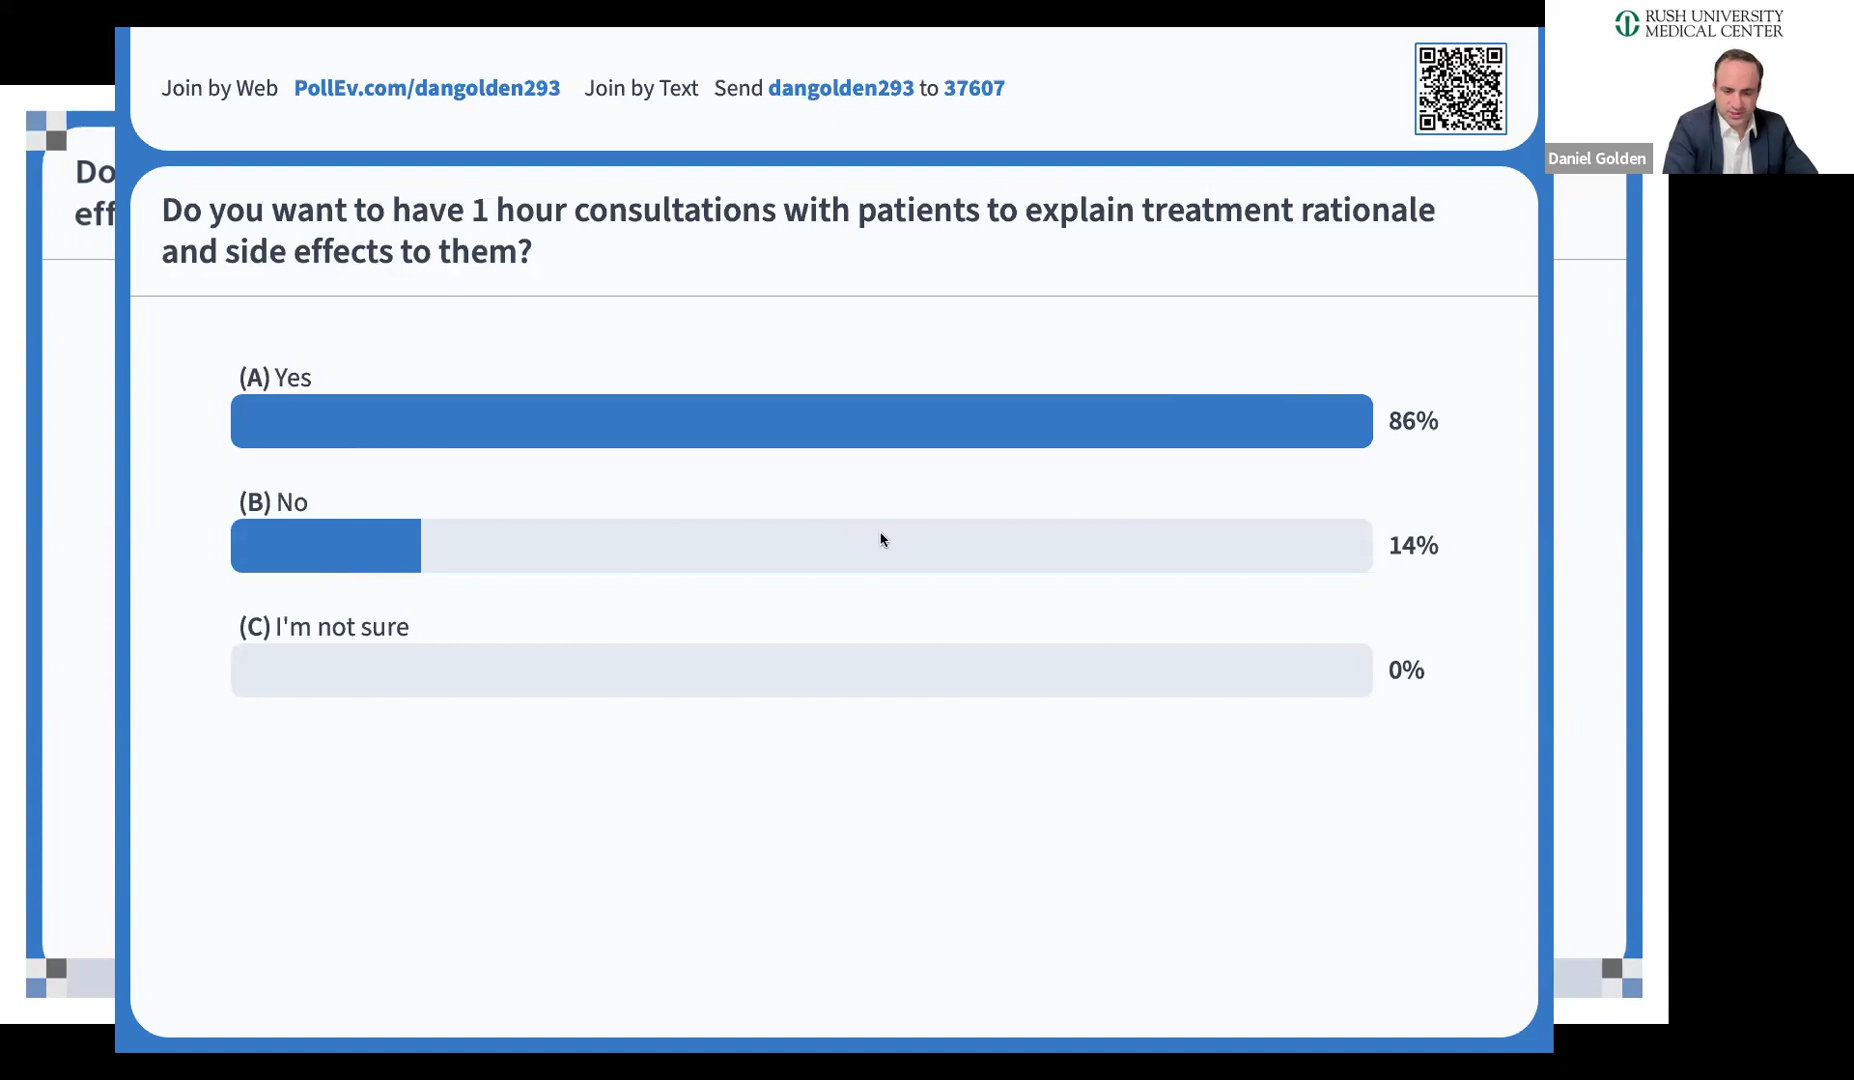 RUSH UNIVERSITY
MEDICAL CENTER
Join by Web PollEv.com/dangolden293 Join by Text Send dangolden293 to 37607
Daniel Golden
Do
eff
Do you want to have 1 hour consultations with patients to explain treatment rationale
and side effects to them?
(A) Yes
86%
(B) No
14%
(C) I'm not sure
0%